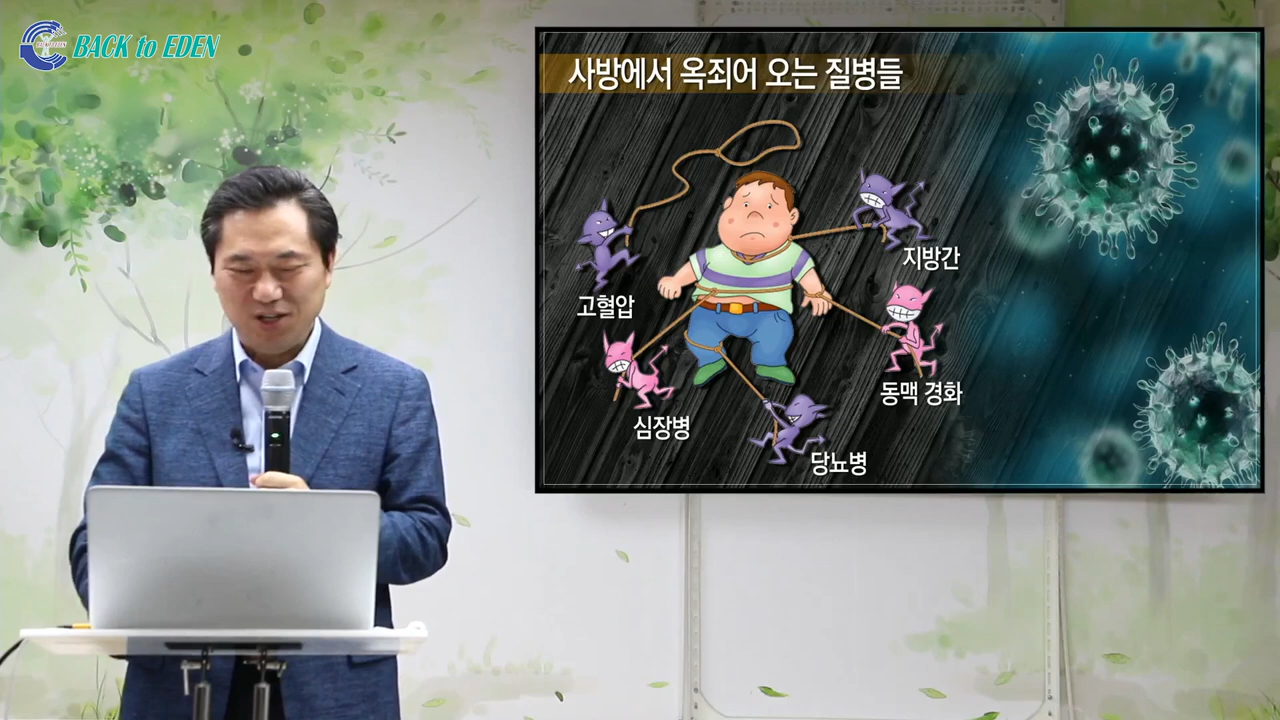 BACK to EDEN
사방에서 옥죄어 오는 질병들
지방간
고혈압
동맥 경화
심장병
당뇨병